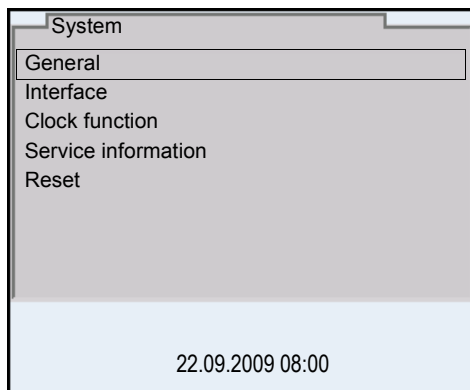 System
General
Interface
Clock function
Service information
Reset
22.09.2009 08:00